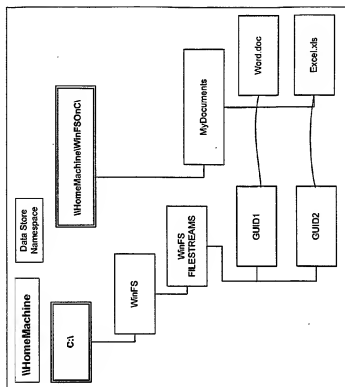 \\HomeMachine
Data Store
Namespace
C:\
\\HomeMachine\WinFSOnC\
WinFS
WinFS
FILESTREAMS
MyDocuments
GUID1
Word.doc
GUID2
Excel.xls